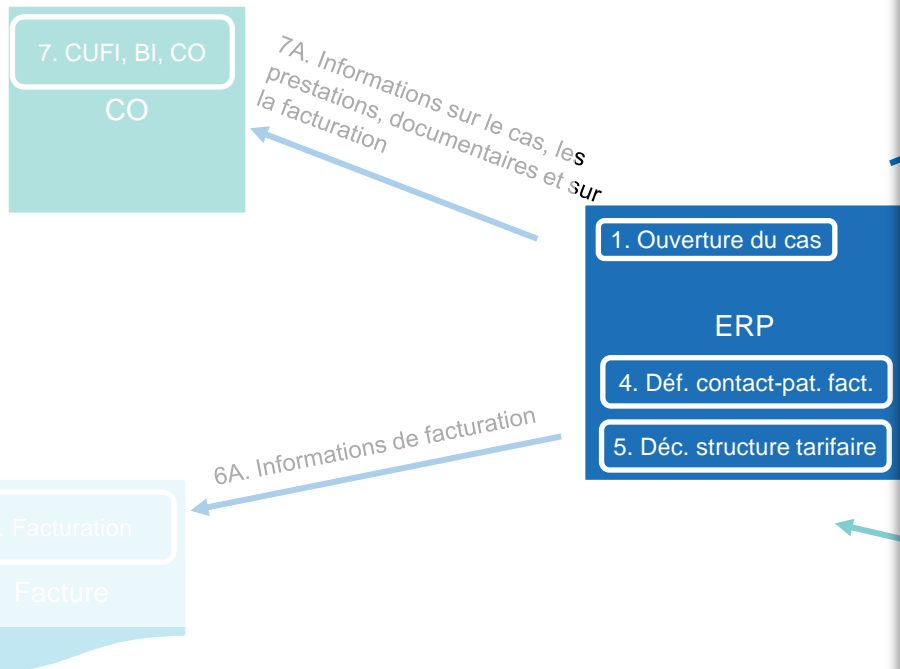 7. CUFI, BI, CO
CO
7A. Informations sur le cas, les
prestations, documentaires et sur
la facturation
1. Ouverture du cas
ERP
4. Déf. contact-pat. fact.
5. Déc. structure tarifaire
6A. Informations de facturation
. Facturation
Facture